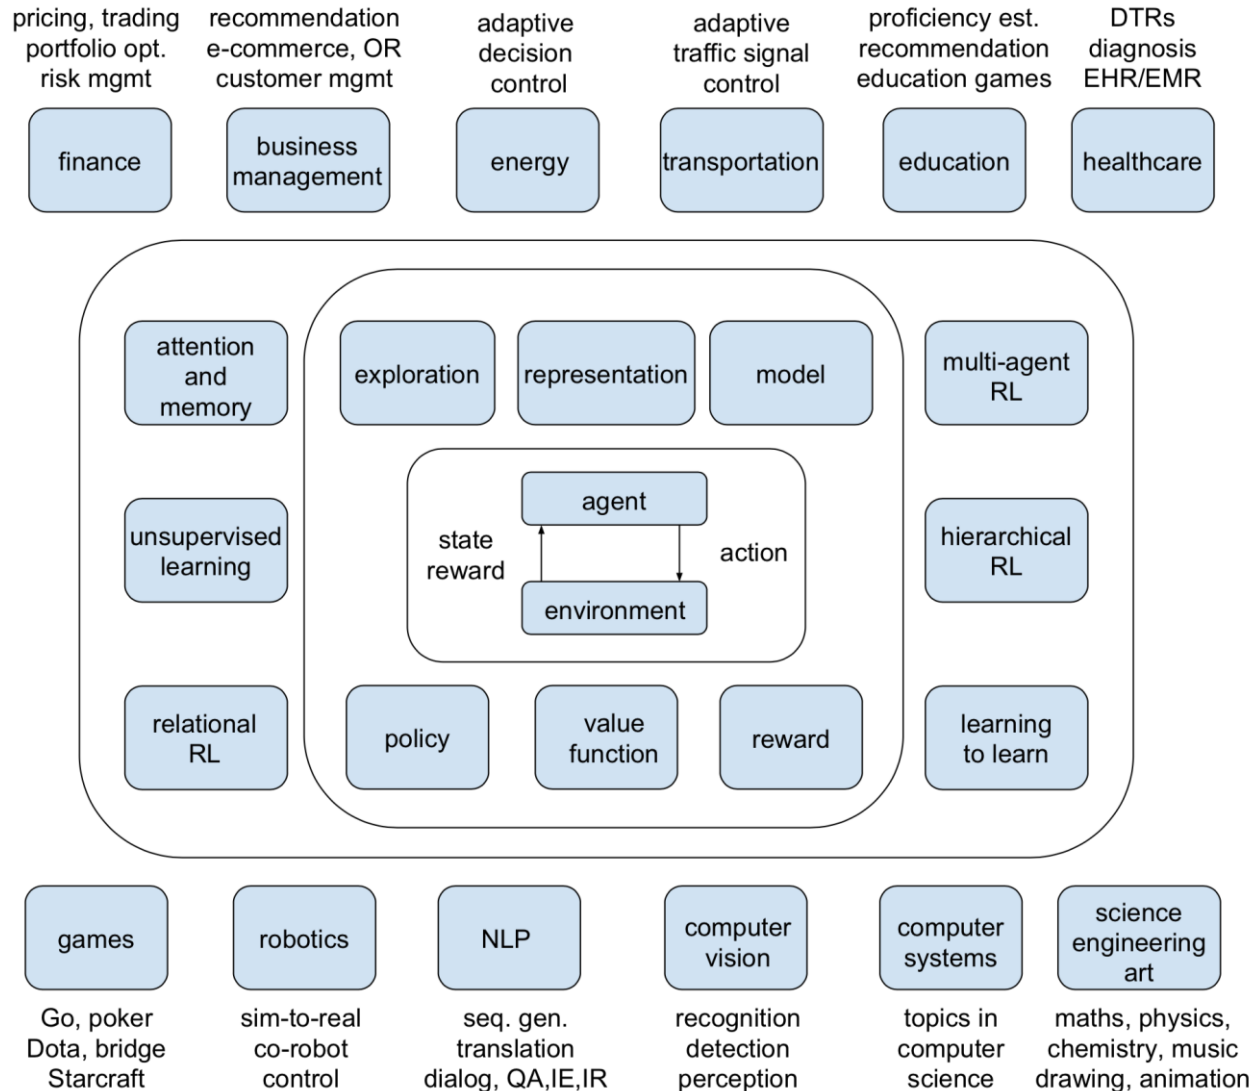 pricing, trading
portfolio opt.
risk mgmt
recommendation
e-commerce, OR
customer mgmt
adaptive
decision
control
adaptive
traffic signal
control
proficiency est.
recommendation
education games
DTRs
diagnosis
EHR/EMR
finance
business
management
energy
transportation
education
healthcare
attention
and
memory
exploration
representation
model
multi-agent
RL
agent
state
reward
action
environment
unsupervised
learning
hierarchical
RL
relational
RL
policy
value
function
reward
learning
to learn
games
robotics
NLP
computer
vision
computer
systems
science
engineering
art
Go, poker
Dota, bridge
Starcraft
sim-to-real
co-robot
control
seq. gen.
translation
dialog, QA,IE,IR
recognition
detection
perception
topics in
computer
science
maths, physics,
chemistry, music
drawing, animation